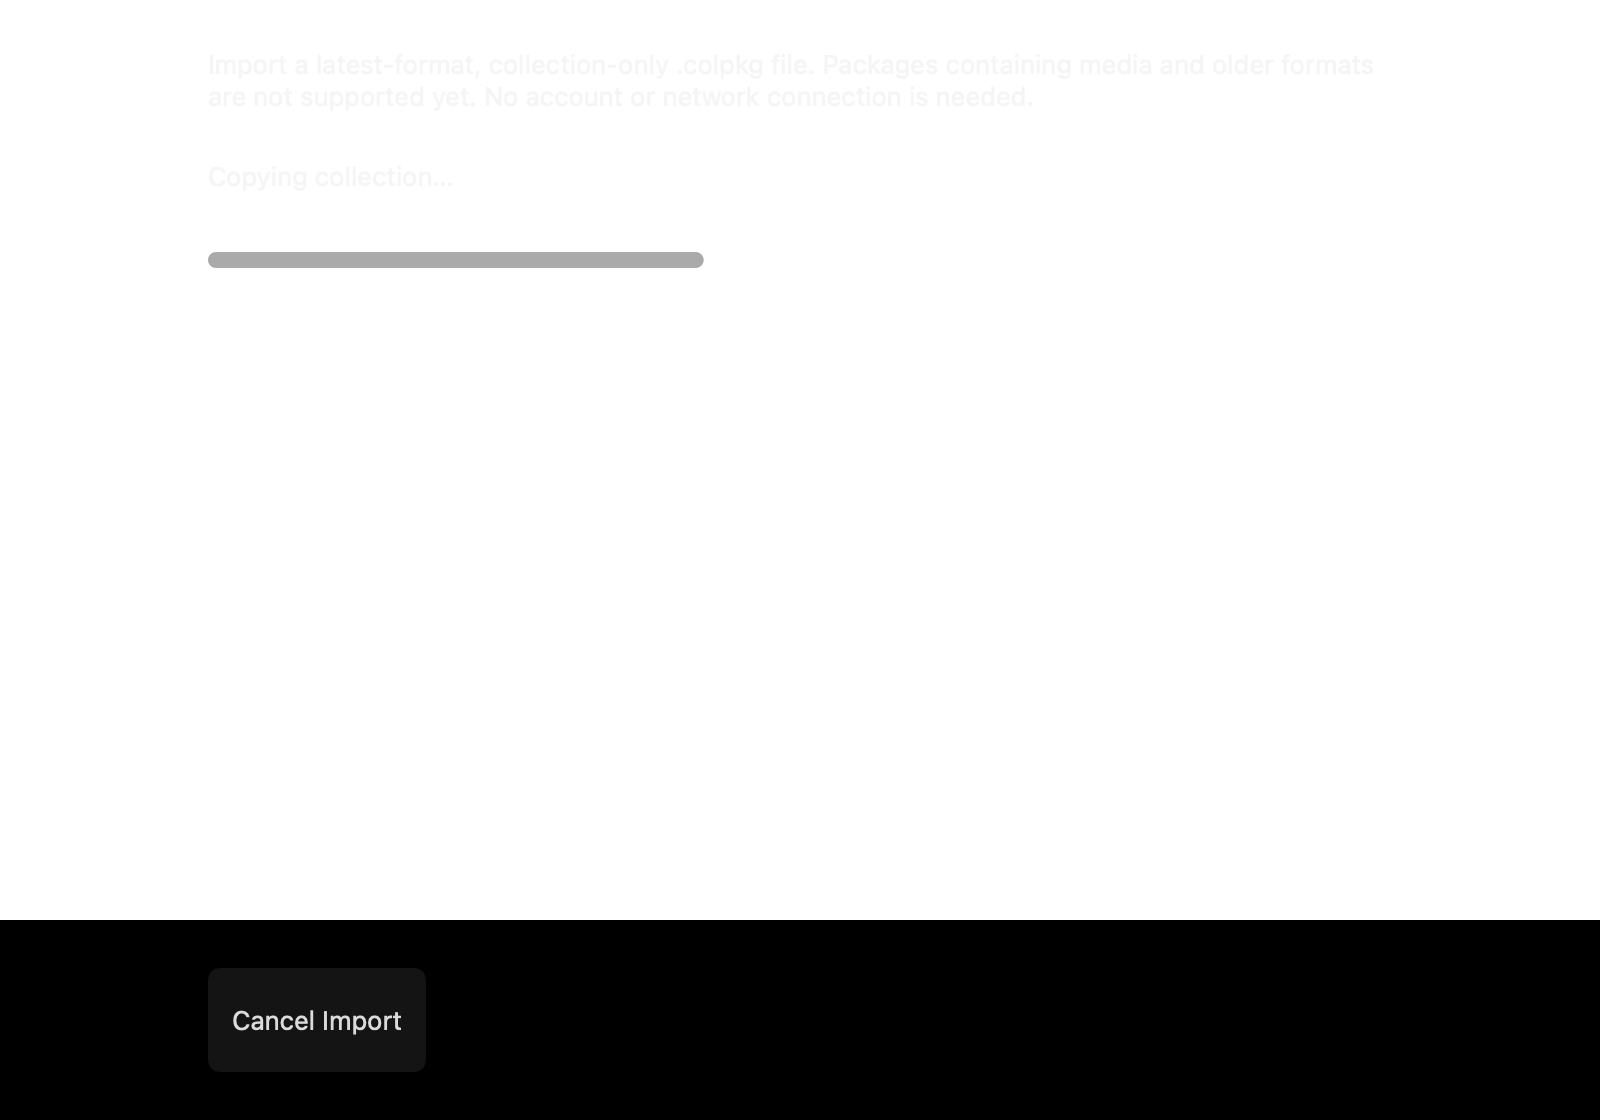 Import a latest-format, collection-only .colpkg file. Packages containing media and older formats
are not supported yet. No account or network connection is needed.
Copying collection...
Cancel Import